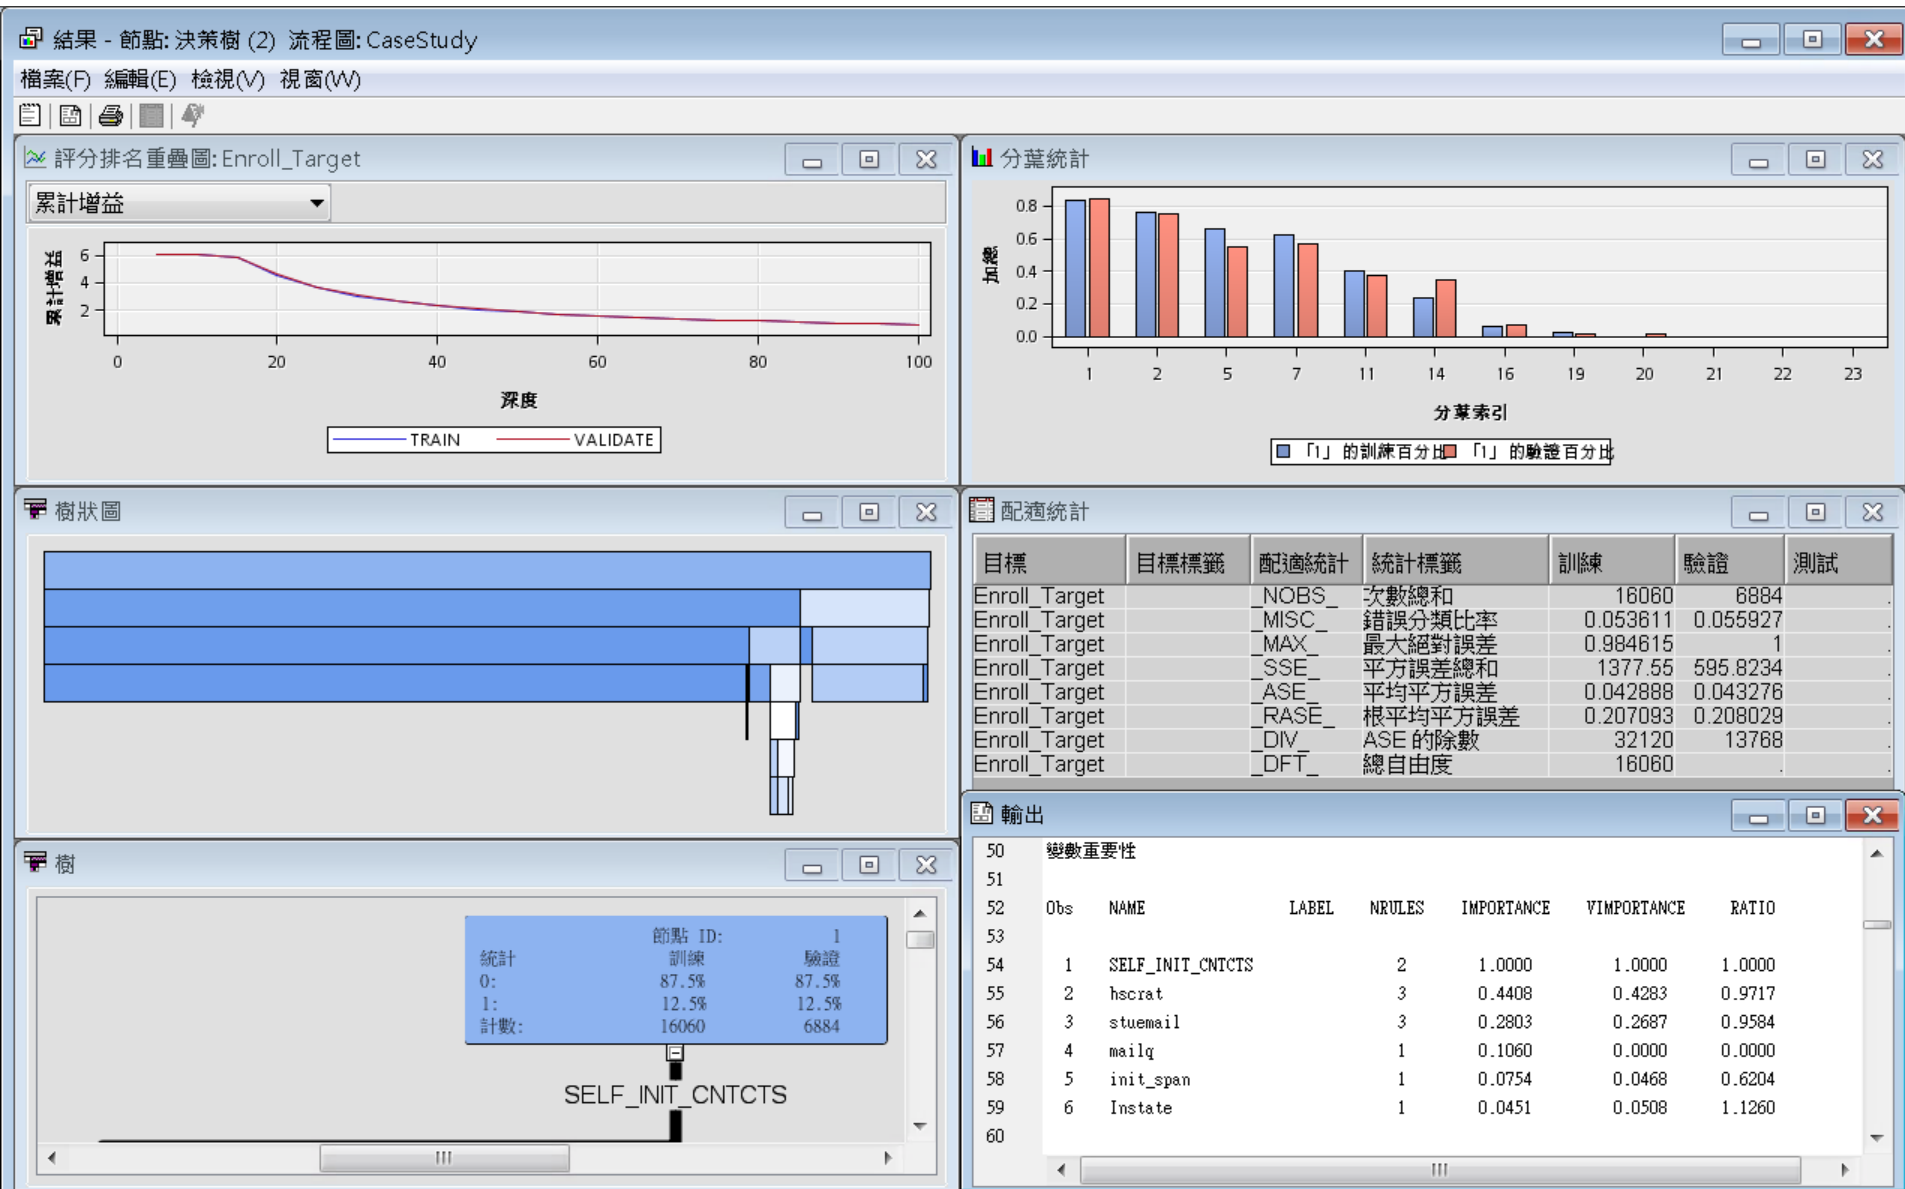 結果 - 節點: 決策樹 (2) 流程圖: CaseStudy
檔案(F) 編輯(E) 檢視(V) 視窗(W)
評分排名重疊圖: Enroll_Target
累計增益
累計增益
6
4
2
0 20 40 60 80 100
深度
TRAIN VALIDATE
分葉統計
加總
0.8
0.6
0.4
0.2
0.0
1 2 5 7 11 14 16 19 20 21 22 23
分葉索引
「1」的訓練百分比 「1」的驗證百分比
樹狀圖
配適統計
目標 目標標籤 配適統計 統計標籤 訓練 驗證 測試
Enroll_Target _NOBS_ 次數總和 16060 6884 .
Enroll_Target _MISC_ 錯誤分類比率 0.053611 0.055927 .
Enroll_Target _MAX_ 最大絕對誤差 0.984615 1 .
Enroll_Target _SSE_ 平方誤差總和 1377.55 595.8234 .
Enroll_Target _ASE_ 平均平方誤差 0.042888 0.043276 .
Enroll_Target _RASE_ 根平均平方誤差 0.207093 0.208029 .
Enroll_Target _DIV_ ASE 的除數 32120 13768 .
Enroll_Target _DFT_ 總自由度 16060 . .
樹
節點 ID: 1
統計 訓練 驗證
0: 87.5% 87.5%
1: 12.5% 12.5%
計數: 16060 6884
SELF_INIT_CNTCTS
輸出
50 變數重要性
51
52 Obs NAME LABEL NRULES IMPORTANCE VIMPORTANCE RATIO
53
54 1 SELF_INIT_CNTCTS 2 1.0000 1.0000 1.0000
55 2 hscrat 3 0.4408 0.4283 0.9717
56 3 stuemail 3 0.2803 0.2687 0.9584
57 4 mailq 1 0.1060 0.0000 0.0000
58 5 init_span 1 0.0754 0.0468 0.6204
59 6 Instate 1 0.0451 0.0508 1.1260
60